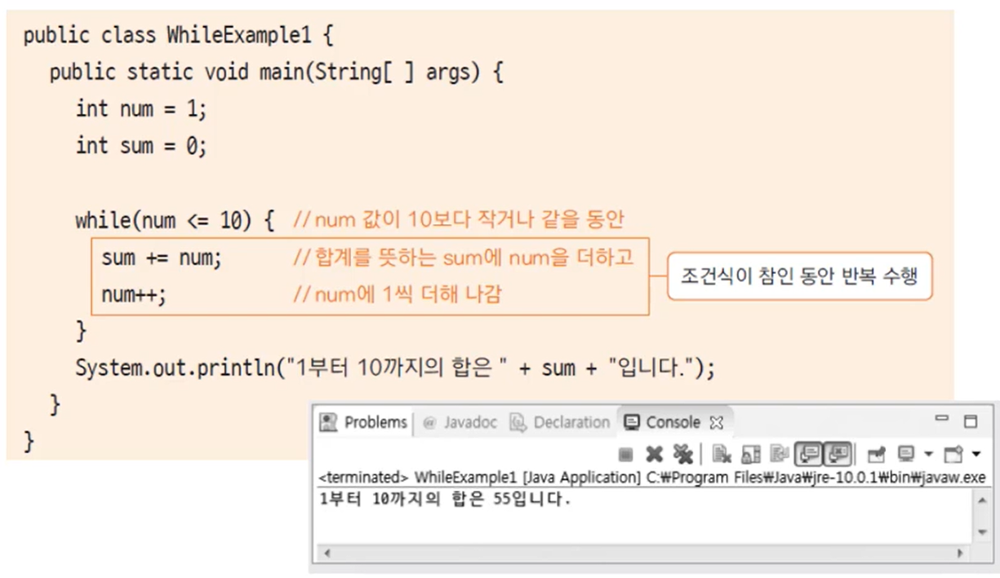 public class WhileExample1 {
public static void main(String[ ] args) {
int num = 1;
int sum = 0;
while(num <= 10) { //num 값이 10보다 작거나 같을 동안
sum += num; //합계를 뜻하는 sum에 num을 더하고
num++; //num에 1씩 더해 나감
조건식이 참인 동안 반복 수행
}
System.out.println("1부터 10까지의 합은 " + sum + "입니다.");
}
}
Problems @ Javadoc Declaration Console
<terminated> WhileExample1 [Java Application] C:₩Program Files₩Java₩jre-10.0.1₩bin₩javaw.exe
1부터 10까지의 합은 55입니다.